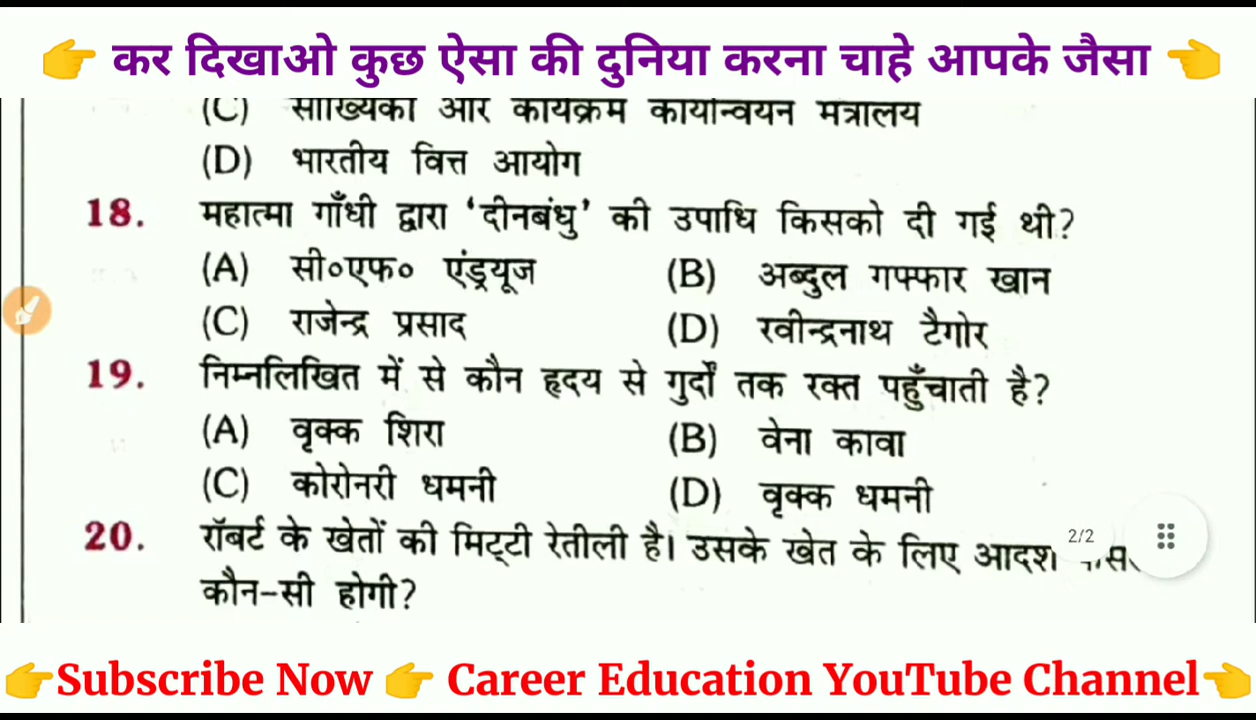 👉 कर दिखाओ कुछ ऐसा की दुनिया करना चाहे आपके जैसा 👈
(C) सांख्यिकी और कार्यक्रम कार्यान्वयन मंत्रालय
(D) भारतीय वित्त आयोग
18. महात्मा गाँधी द्वारा ‘दीनबंधु’ की उपाधि किसको दी गई थी?
(A) सी०एफ० एंड्रयूज (B) अब्दुल गफ्फार खान
(C) राजेन्द्र प्रसाद (D) रवीन्द्रनाथ टैगोर
19. निम्नलिखित में से कौन हृदय से गुर्दों तक रक्त पहुँचाती है?
(A) वृक्क शिरा (B) वेना कावा
(C) कोरोनरी धमनी (D) वृक्क धमनी
20. रॉबर्ट के खेतों की मिट्टी रेतीली है। उसके खेत के लिए आदर्श
2/2
कौन-सी होगी?
👉Subscribe Now 👉 Career Education YouTube Channel👈